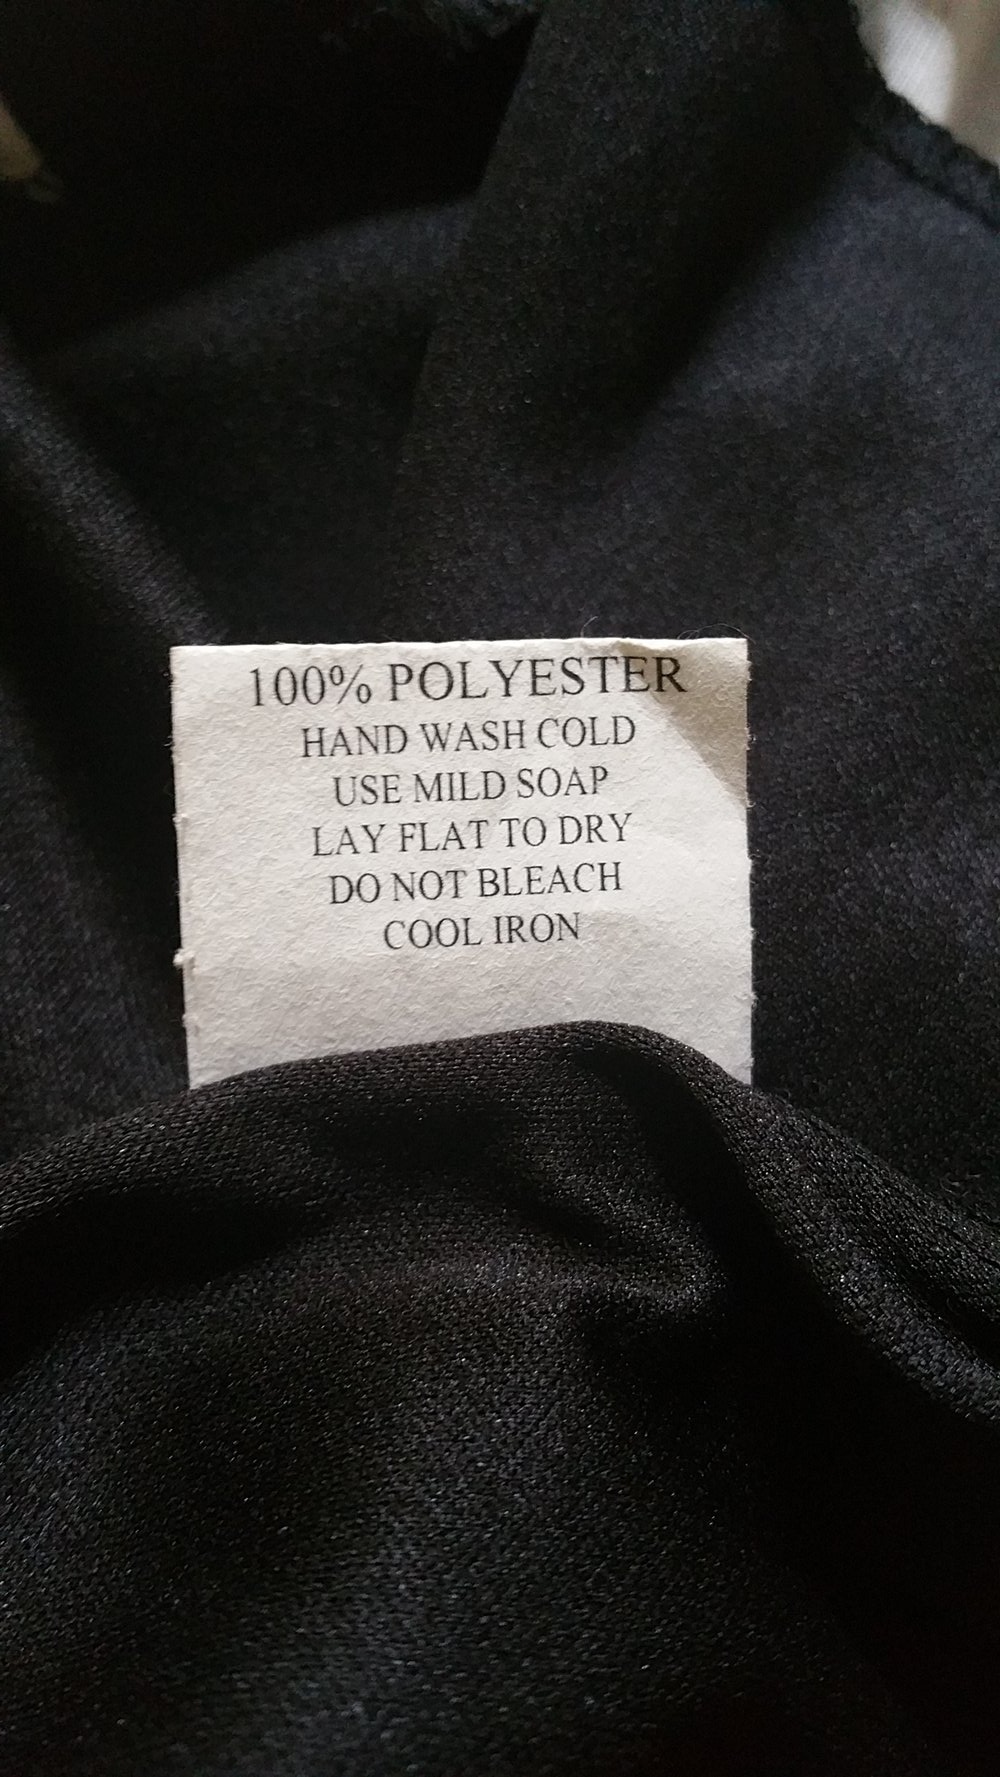 100% POLYESTER
HAND WASH COLD
USE MILD SOAP
LAY FLAT TO DRY
DO NOT BLEACH
COOL IRON